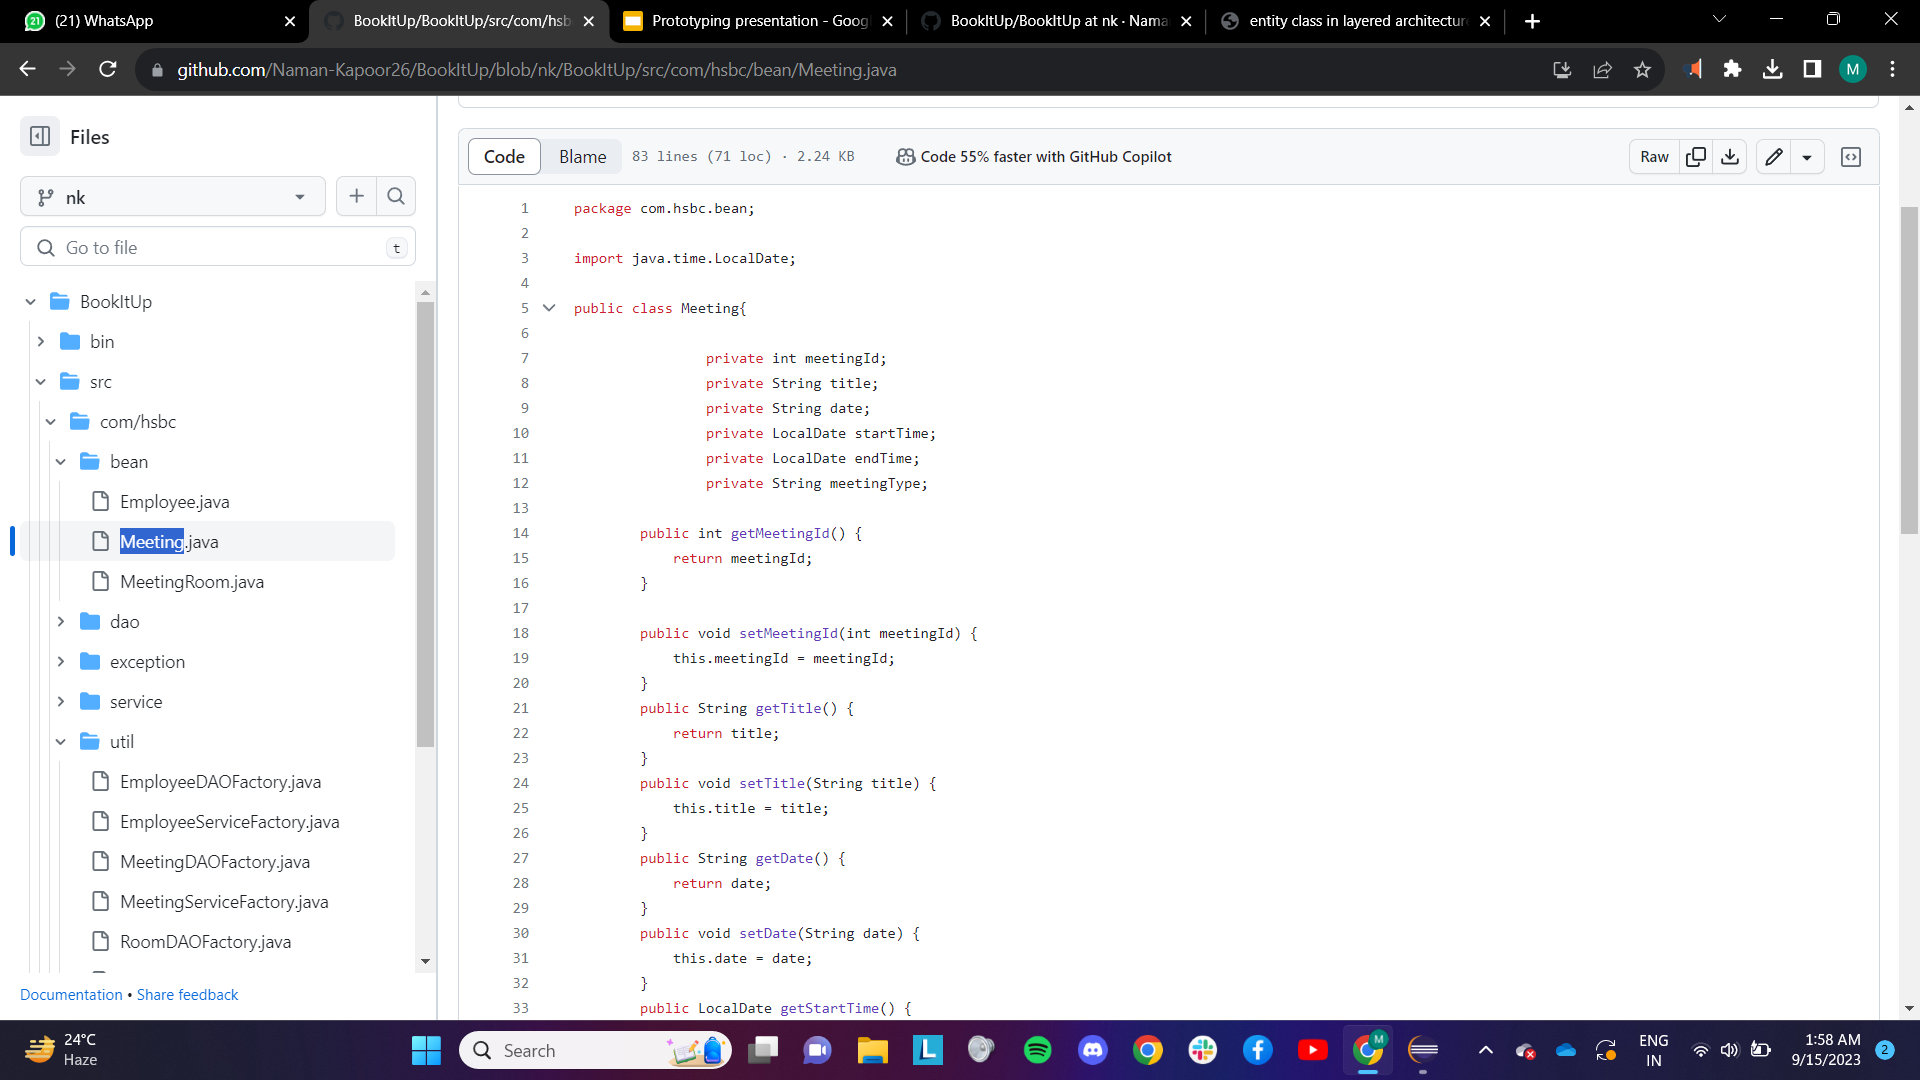 (21) WhatsApp
BookItUp/BookItUp/src/com/hsb
Prototyping presentation - Goog
BookItUp/BookItUp at nk · Nama
entity class in layered architectur
github.com/Naman-Kapoor26/BookItUp/blob/nk/BookItUp/src/com/hsbc/bean/Meeting.java
M
Files
nk
Go to file
t
BookItUp
bin
src
com/hsbc
bean
Employee.java
Meeting.java
MeetingRoom.java
dao
exception
service
util
EmployeeDAOFactory.java
EmployeeServiceFactory.java
MeetingDAOFactory.java
MeetingServiceFactory.java
RoomDAOFactory.java
Documentation • Share feedback
Code
Blame
83 lines (71 loc) · 2.24 KB
Code 55% faster with GitHub Copilot
Raw
1 package com.hsbc.bean;
2
3 import java.time.LocalDate;
4
5 public class Meeting{
6
7 private int meetingId;
8 private String title;
9 private String date;
10 private LocalDate startTime;
11 private LocalDate endTime;
12 private String meetingType;
13
14 public int getMeetingId() {
15 return meetingId;
16 }
17
18 public void setMeetingId(int meetingId) {
19 this.meetingId = meetingId;
20 }
21 public String getTitle() {
22 return title;
23 }
24 public void setTitle(String title) {
25 this.title = title;
26 }
27 public String getDate() {
28 return date;
29 }
30 public void setDate(String date) {
31 this.date = date;
32 }
33 public LocalDate getStartTime() {
24°C
Haze
Search
L
M
ENG
IN
1:58 AM
9/15/2023
2